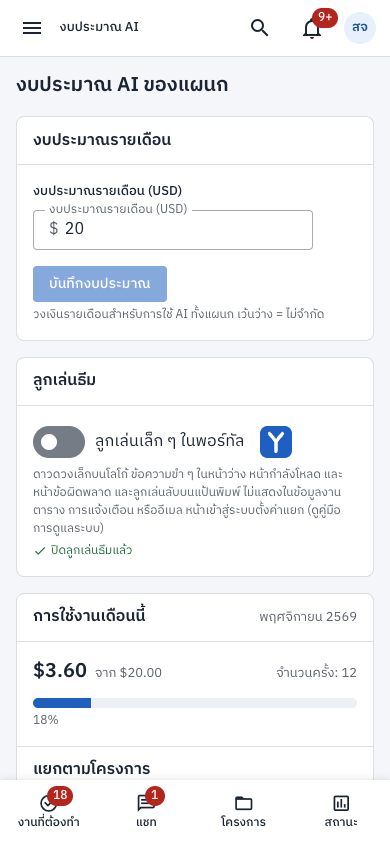 งบประมาณ AI
9+
สจ
งบประมาณ AI ของแผนก
งบประมาณรายเดือน
งบประมาณรายเดือน (USD)
งบประมาณรายเดือน (USD)
$ 20
บันทึกงบประมาณ
วงเงินรายเดือนสำหรับการใช้ AI ทั้งแผนก เว้นว่าง = ไม่จำกัด
ลูกเล่นธีม
ลูกเล่นเล็ก ๆ ในพอร์ทัล
ดาวดวงเล็กบนโลโก้ ข้อความขำ ๆ ในหน้าว่าง หน้ากำลังโหลด และ
หน้าข้อผิดพลาด และลูกเล่นลับบนแป้นพิมพ์ ไม่แสดงในข้อมูลงาน
ตาราง การแจ้งเตือน หรืออีเมล หน้าเข้าสู่ระบบตั้งค่าแยก (ดูคู่มือ
การดูแลระบบ)
ปิดลูกเล่นธีมแล้ว
การใช้งานเดือนนี้
พฤศจิกายน 2569
$3.60 จาก $20.00
จำนวนครั้ง: 12
18%
แยกตามโครงการ
18
1
งานที่ต้องทำ
แชท
โครงการ
สถานะ